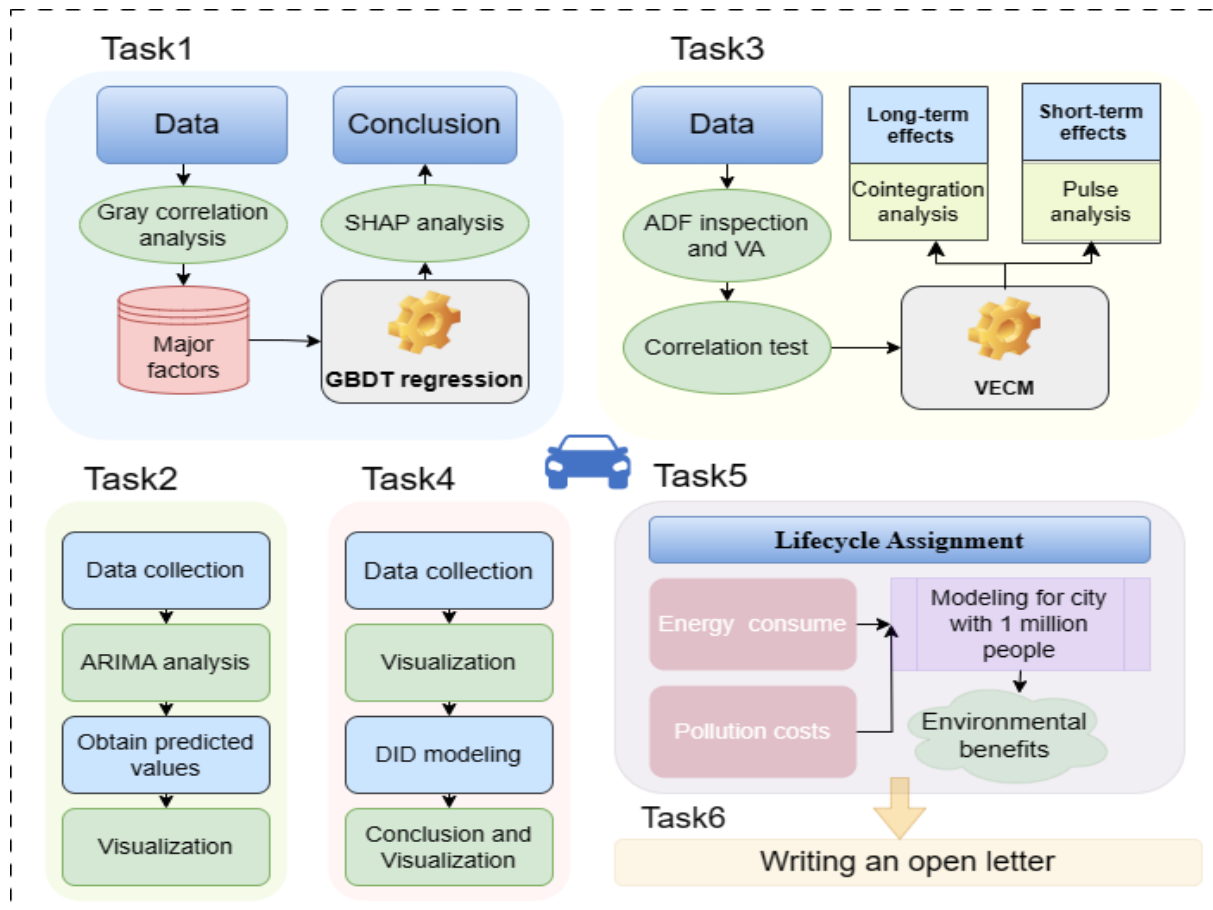 Task1
Data
Conclusion
Gray correlation
analysis
SHAP analysis
Major
factors
GBDT regression
Task3
Data
Long-term
effects
Short-term
effects
Cointegration
analysis
Pulse
analysis
ADF inspection
and VA
Correlation test
VECM
Task2
Data collection
ARIMA analysis
Obtain predicted
values
Visualization
Task4
Data collection
Visualization
DID modeling
Conclusion and
Visualization
Task5
Lifecycle Assignment
Energy consume
Pollution costs
Modeling for city
with 1 million
people
Environmental
benefits
Task6
Writing an open letter